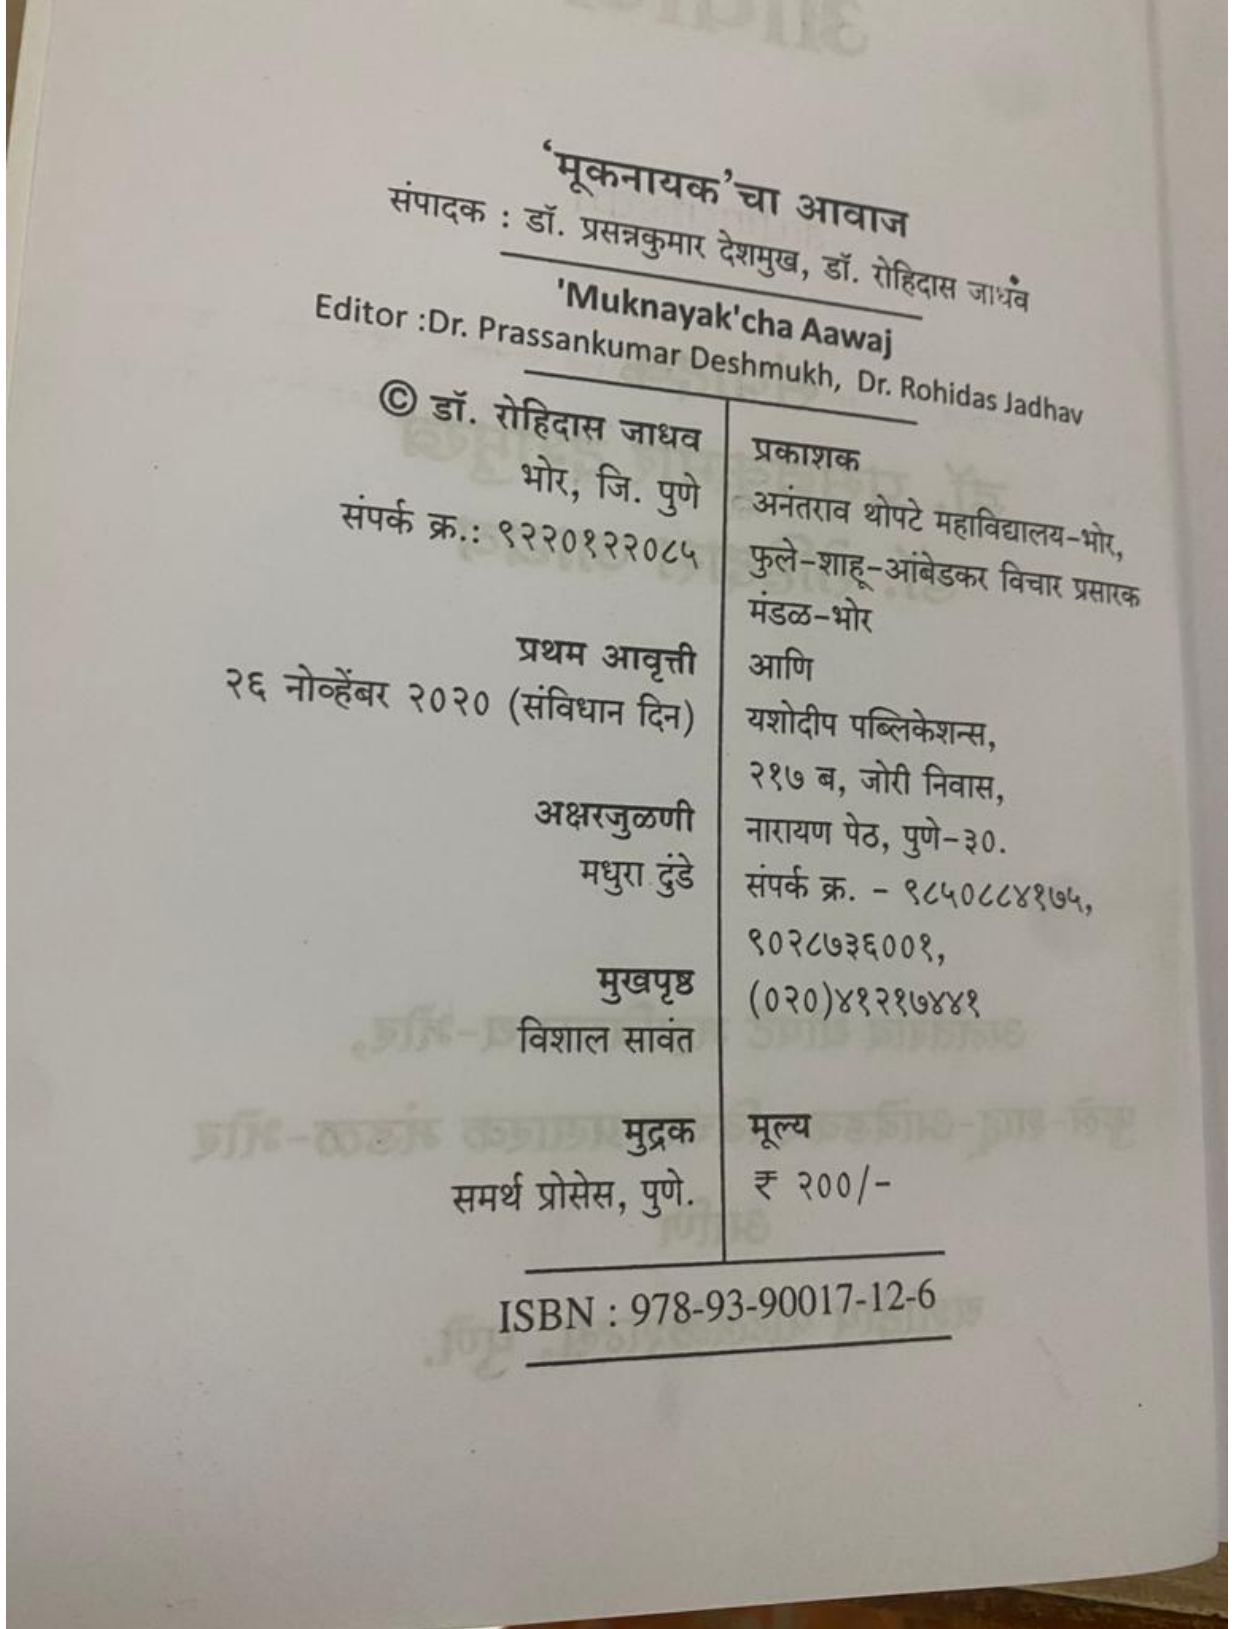 ‘मूकनायक’चा आवाज
संपादक : डॉ. प्रसन्नकुमार देशमुख, डॉ. रोहिदास जाधव
'Muknayak'cha Aawaj
Editor :Dr. Prassankumar Deshmukh, Dr. Rohidas Jadhav
© डॉ. रोहिदास जाधव
भोर, जि. पुणे
संपर्क क्र.: ९२२०१२२०८५
प्रथम आवृत्ती
२६ नोव्हेंबर २०२० (संविधान दिन)
अक्षरजुळणी
मधुरा दुंडे
मुखपृष्ठ
विशाल सावंत
मुद्रक
समर्थ प्रोसेस, पुणे.
प्रकाशक
अनंतराव थोपटे महाविद्यालय-भोर,
फुले-शाहू-आंबेडकर विचार प्रसारक
मंडळ-भोर
आणि
यशोदीप पब्लिकेशन्स,
२१७ ब, जोरी निवास,
नारायण पेठ, पुणे-३०.
संपर्क क्र. - ९८५०८८४१७५,
९०२८७३६००१,
(०२०)४१२१७४४१
मूल्य
₹ २००/-
ISBN : 978-93-90017-12-6